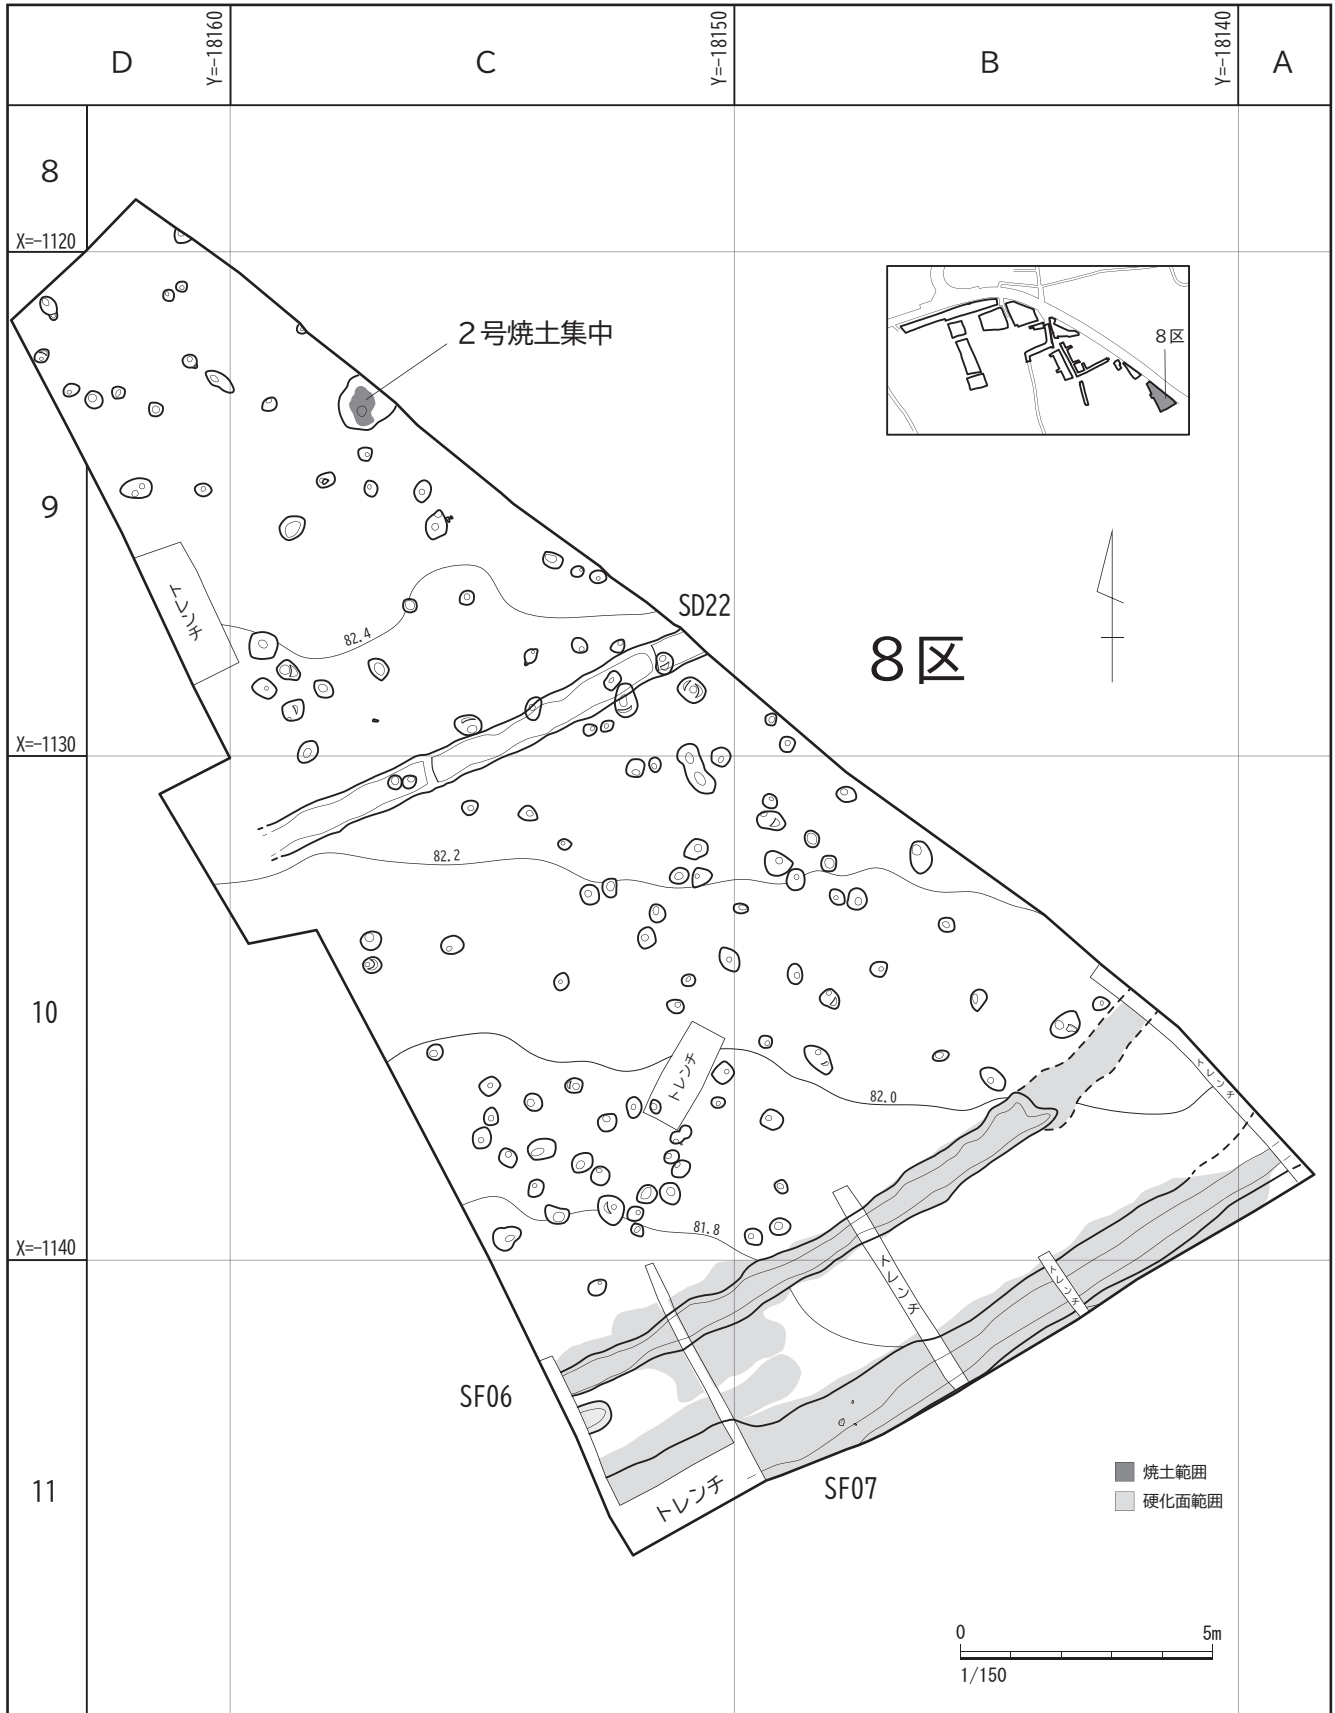 D
Y=-18160
C
Y=-18150
B
Y=-18140
A
8
X=-1120
２号焼土集中
8区
9
トレンチ
82.4
SD22
８区
X=-1130
82.2
10
トレンチ
82.0
トレンチ
81.8
X=-1140
トレンチ
トレンチ
SF06
11
トレンチ
SF07
焼土範囲
硬化面範囲
0
5m
1/150